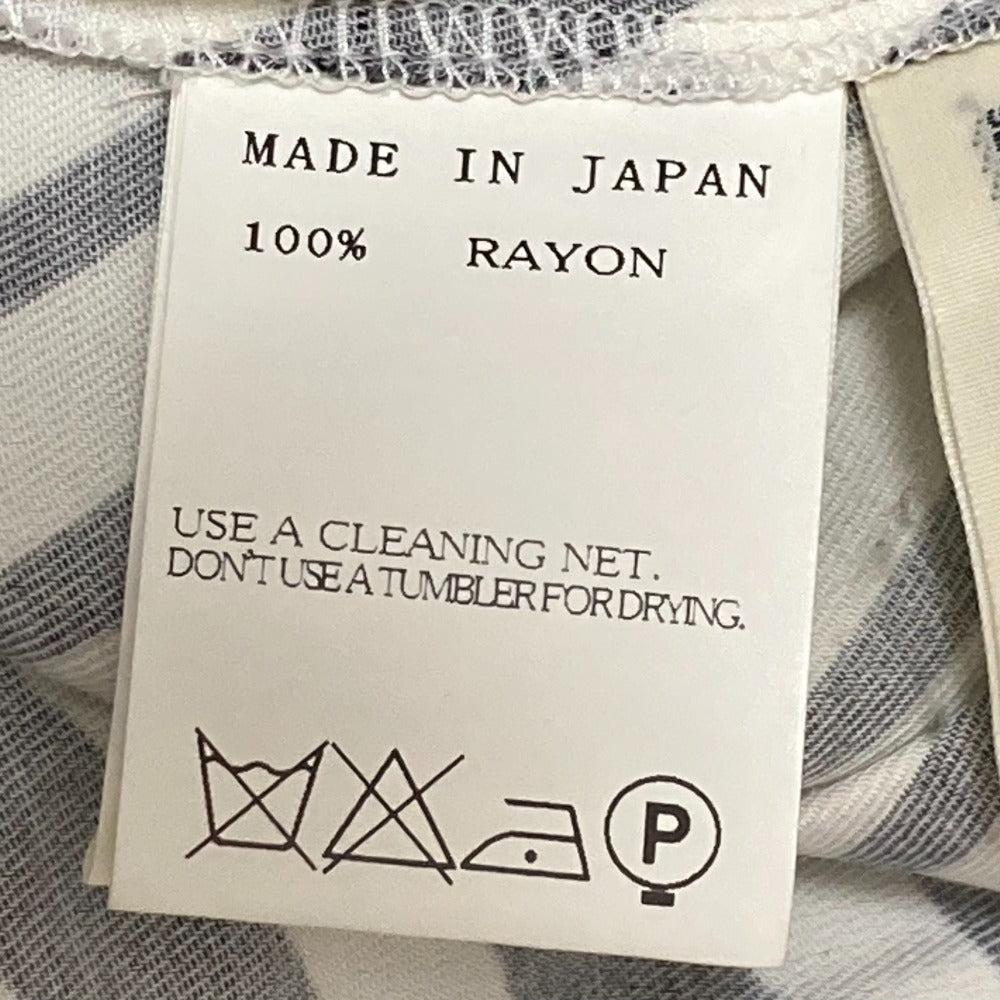 MADE IN JAPAN
100% RAYON
USE A CLEANING NET.
DON'T USE A TUMBLER FOR DRYING.
P